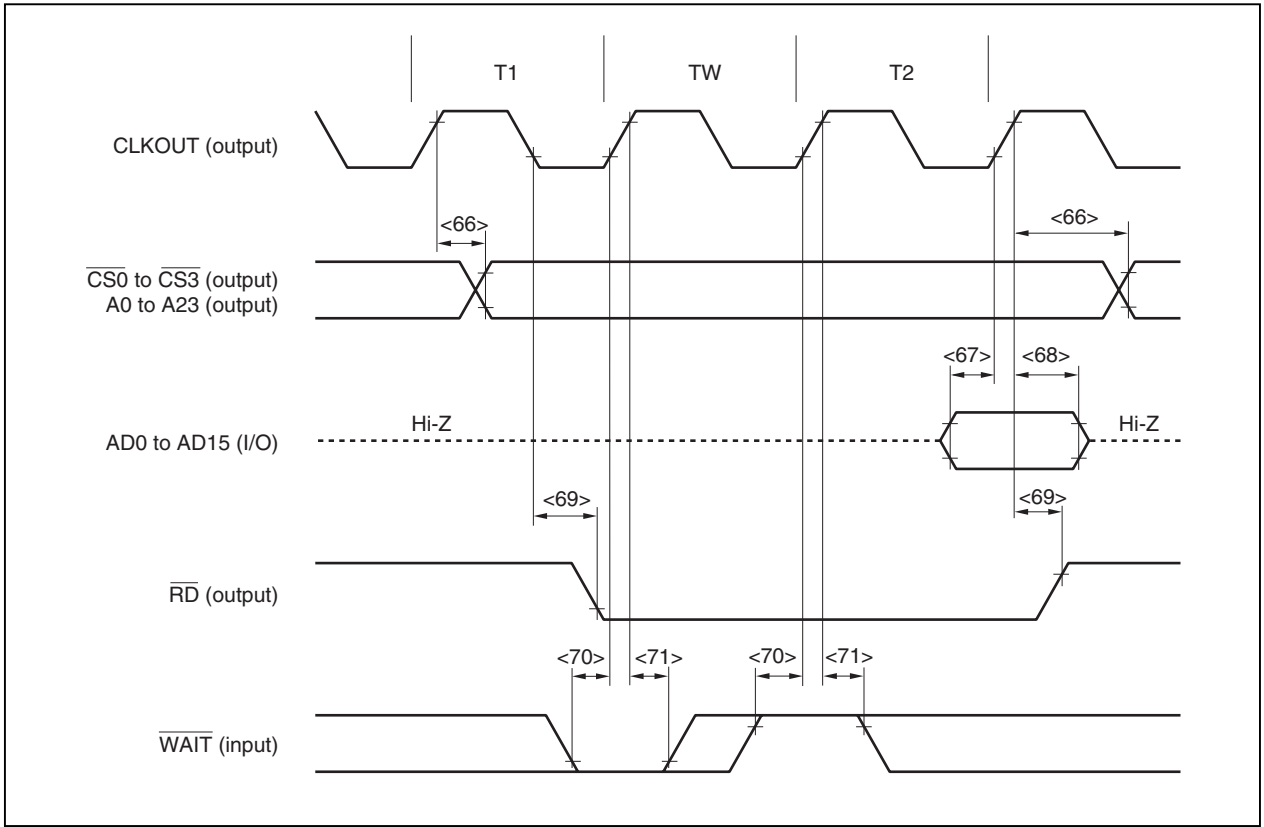 T1 TW T2
CLKOUT (output)
<66> <66>
CS0 to CS3 (output)
A0 to A23 (output)
<67> <68>
Hi-Z Hi-Z
AD0 to AD15 (I/O)
<69> <69>
RD (output)
<70> <71> <70> <71>
WAIT (input)